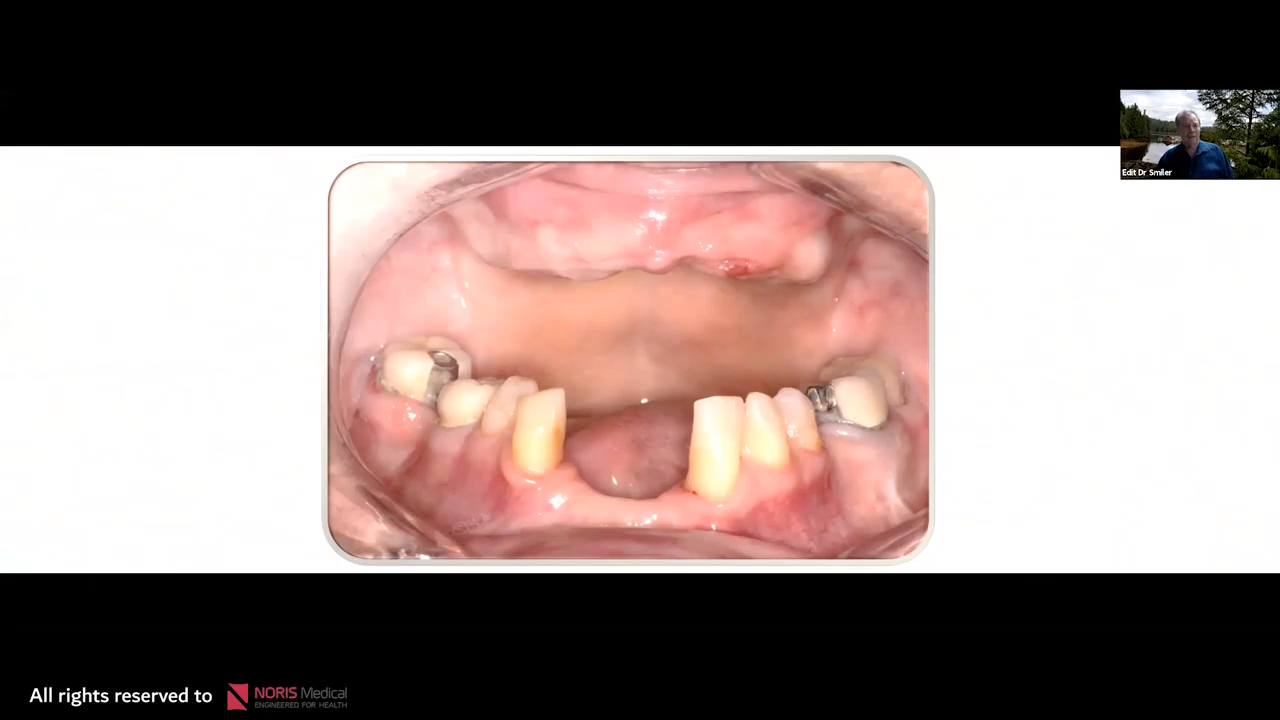 Edit Dr Smiler
All rights reserved to
NORIS Medical
ENGINEERED FOR HEALTH